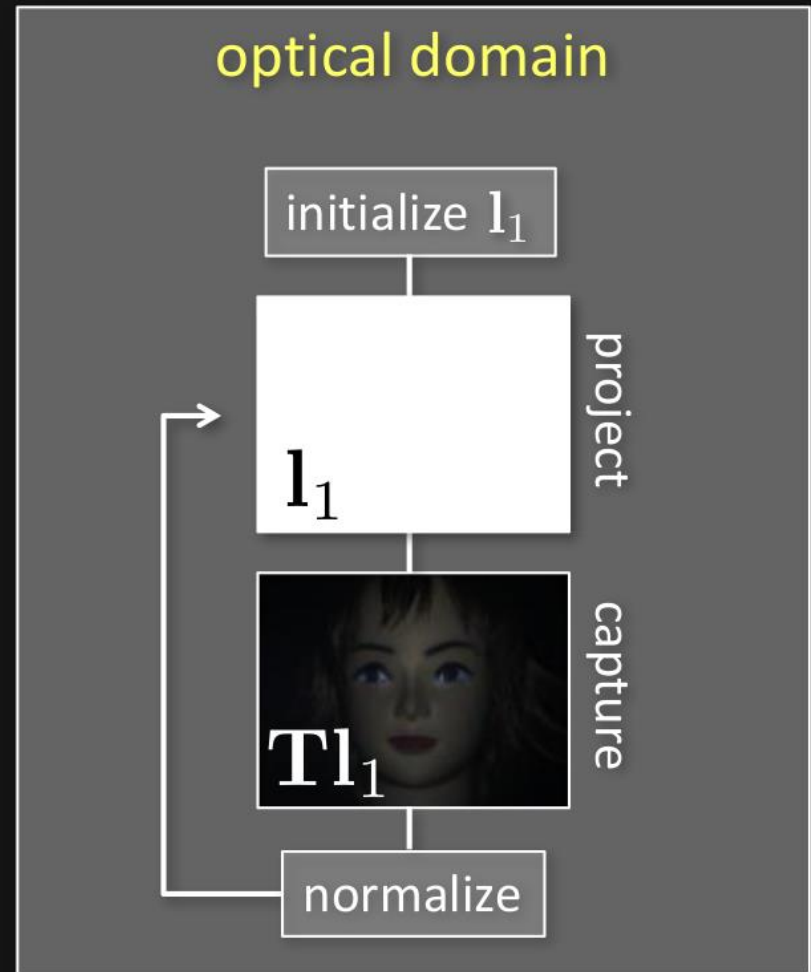 optical domain
initialize l₁
l₁
project
Tl₁
capture
normalize